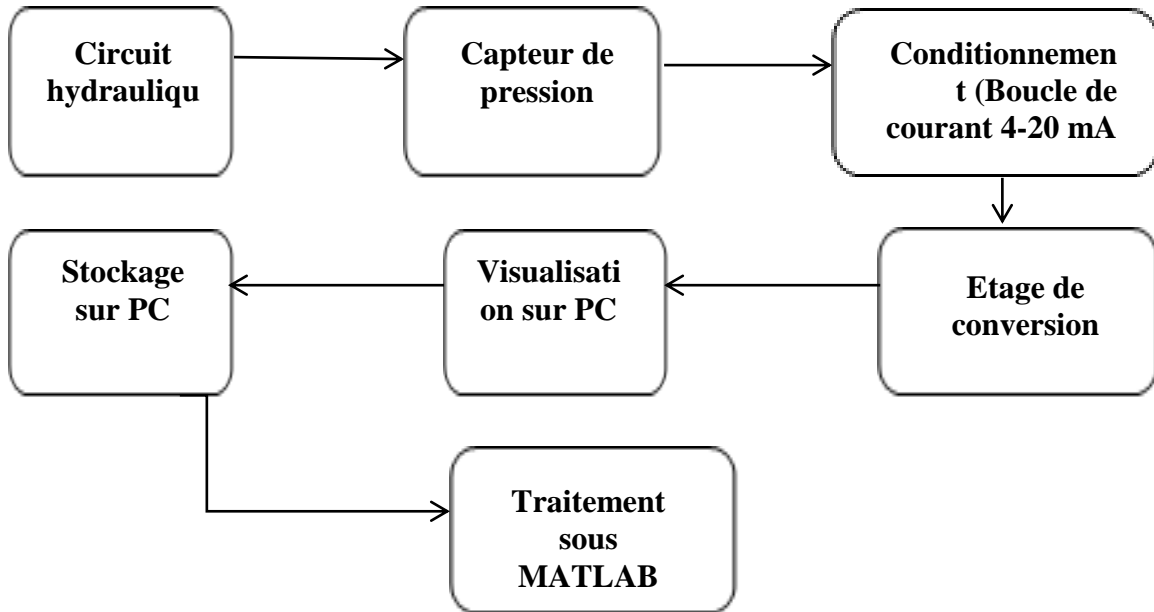 Circuit
hydrauliqu
Capteur de
pression
Conditionnemen
t (Boucle de
courant 4-20 mA
Stockage
sur PC
Visualisati
on sur PC
Etage de
conversion
Traitement
sous
MATLAB